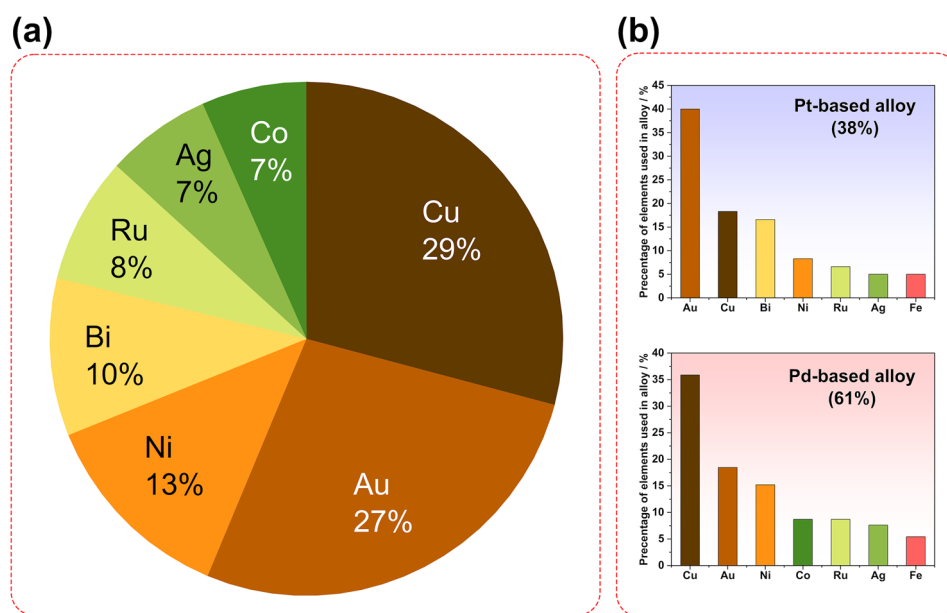 (a)
Co
7%
Ag
7%
Cu
29%
Ru
8%
Bi
10%
Ni
13%
Au
27%
(b)
Precentage of elements used in alloy / %
45
40
35
30
25
20
15
10
5
0
Pt-based alloy
(38%)
Au Cu Bi Ni Ru Ag Fe
Precentage of elements used in alloy / %
40
35
30
25
20
15
10
5
0
Pd-based alloy
(61%)
Cu Au Ni Co Ru Ag Fe